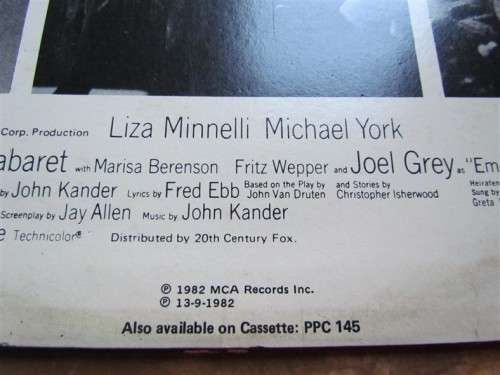 Corp. Production Liza Minnelli Michael York
abaret with Marisa Berenson Fritz Wepper and Joel Grey as "Em
by John Kander Lyrics by Fred Ebb Based on the Play by John Van Druten and Stories by Christopher Isherwood Heiraten
Sung by
Greta
Screenplay by Jay Allen Music by John Kander
e Technicolor® Distributed by 20th Century Fox.
℗ 1982 MCA Records Inc.
℗ 13-9-1982
Also available on Cassette: PPC 145